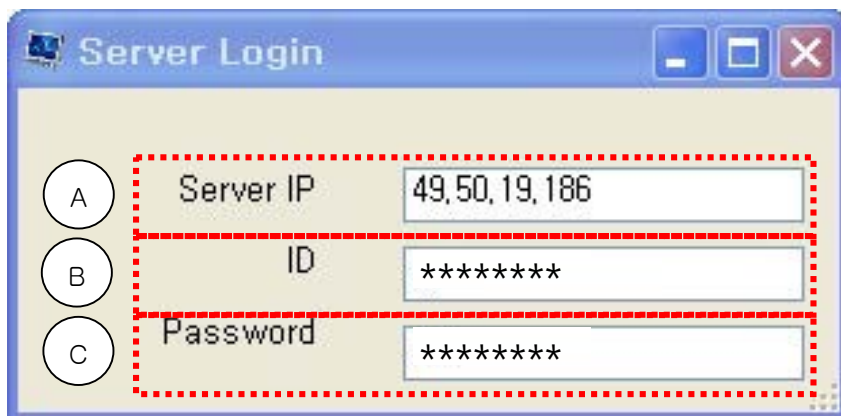 Server Login
A Server IP 49,50,19,186
B ID ********
C Password ********